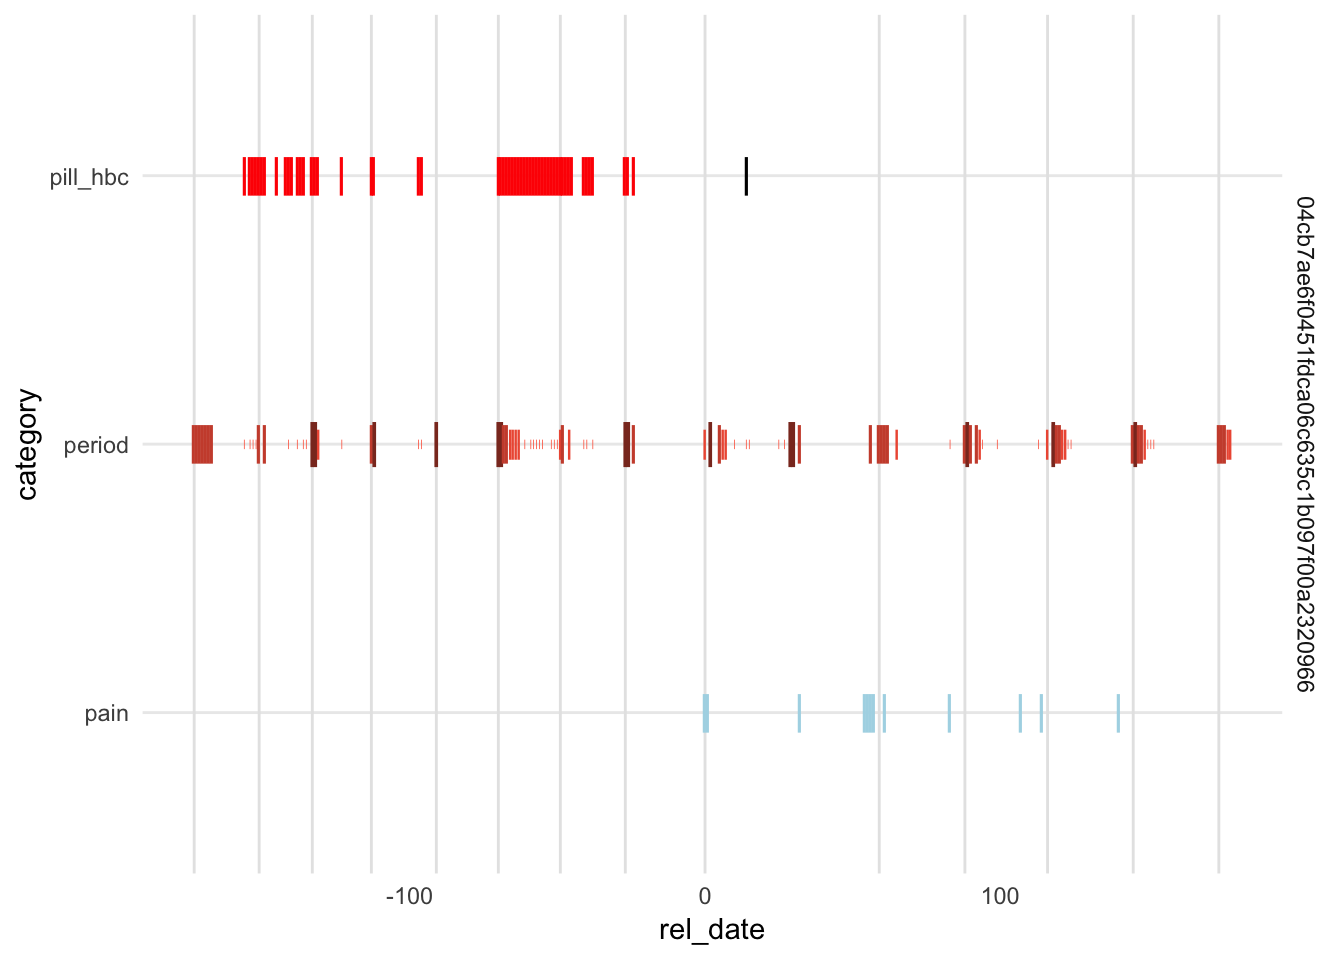 pill_hbc
period
pain
category
-100
0
100
rel_date
04cb7ae6f0451fdca06c635c1b097f00a2320966